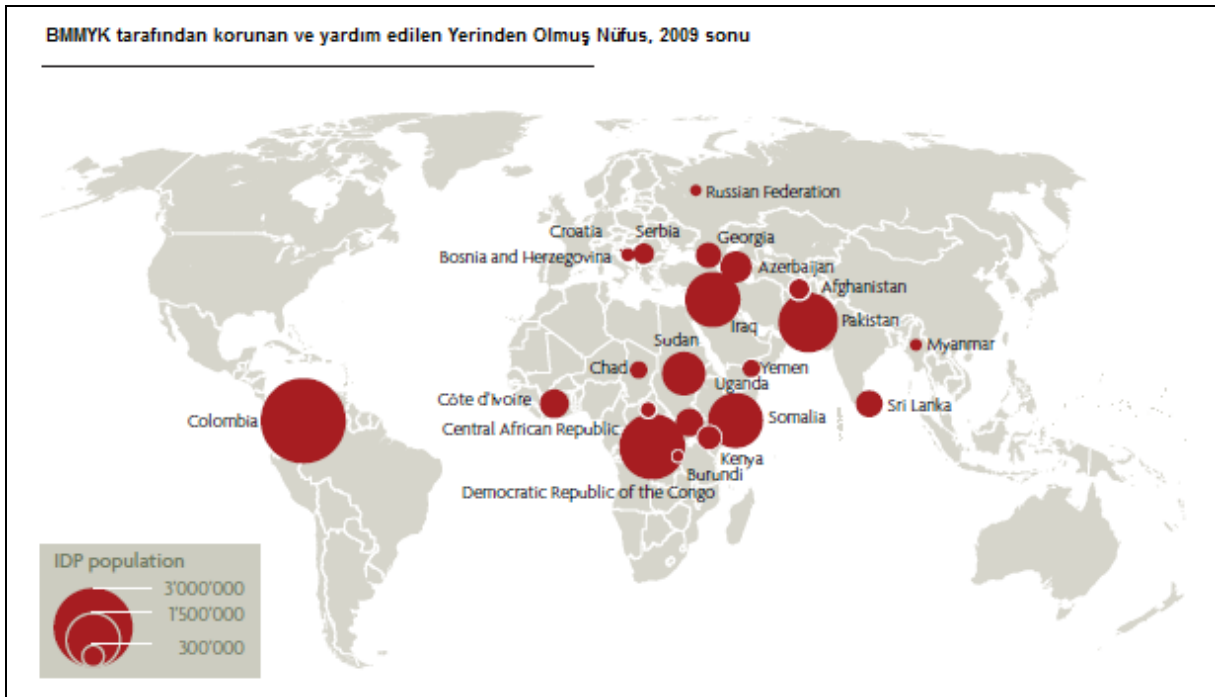 BMMYK tarafından korunan ve yardım edilen Yerinden Olmuş Nüfus, 2009 sonu
Russian Federation
Croatia
Serbia
Georgia
Bosnia and Herzegovina
Azerbaijan
Afghanistan
Iraq
Pakistan
Sudan
Myanmar
Chad
Yemen
Uganda
Côte d'Ivoire
Sri Lanka
Colombia
Somalia
Central African Republic
Kenya
Burundi
Democratic Republic of the Congo
IDP population
3'000'000
1'500'000
300'000